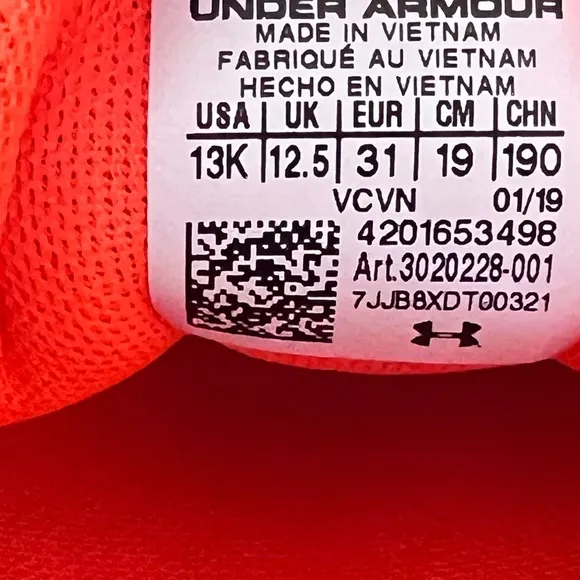 UNDER ARMOUR
MADE IN VIETNAM
FABRIQUÉ AU VIETNAM
HECHO EN VIETNAM
USA UK EUR CM CHN
13K 12.5 31 19 190
VCVN 01/19
4201653498
Art.3020228-001
7JJB8XDT00321